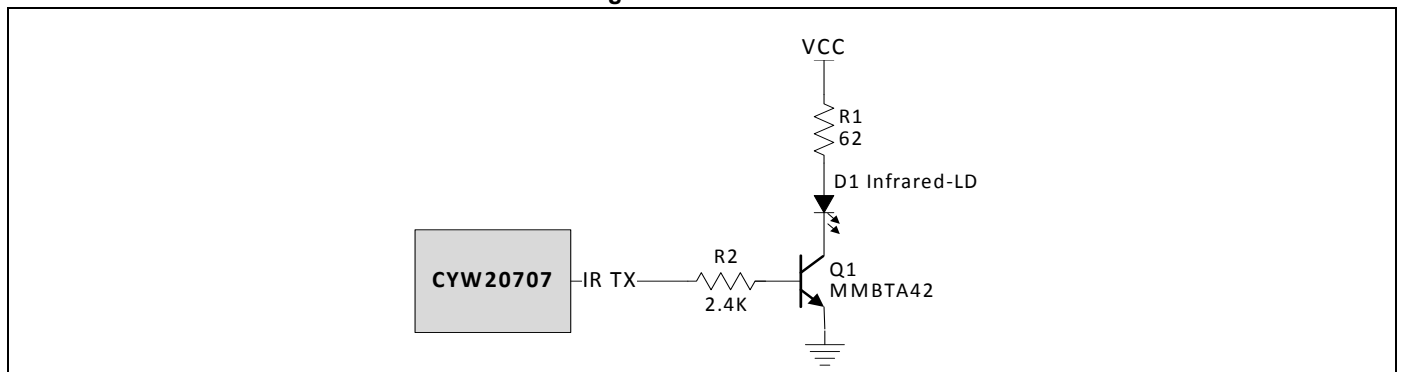 VCC
R1
62
D1 Infrared-LD
CYW20707
IR TX
R2
2.4K
Q1
MMBTA42